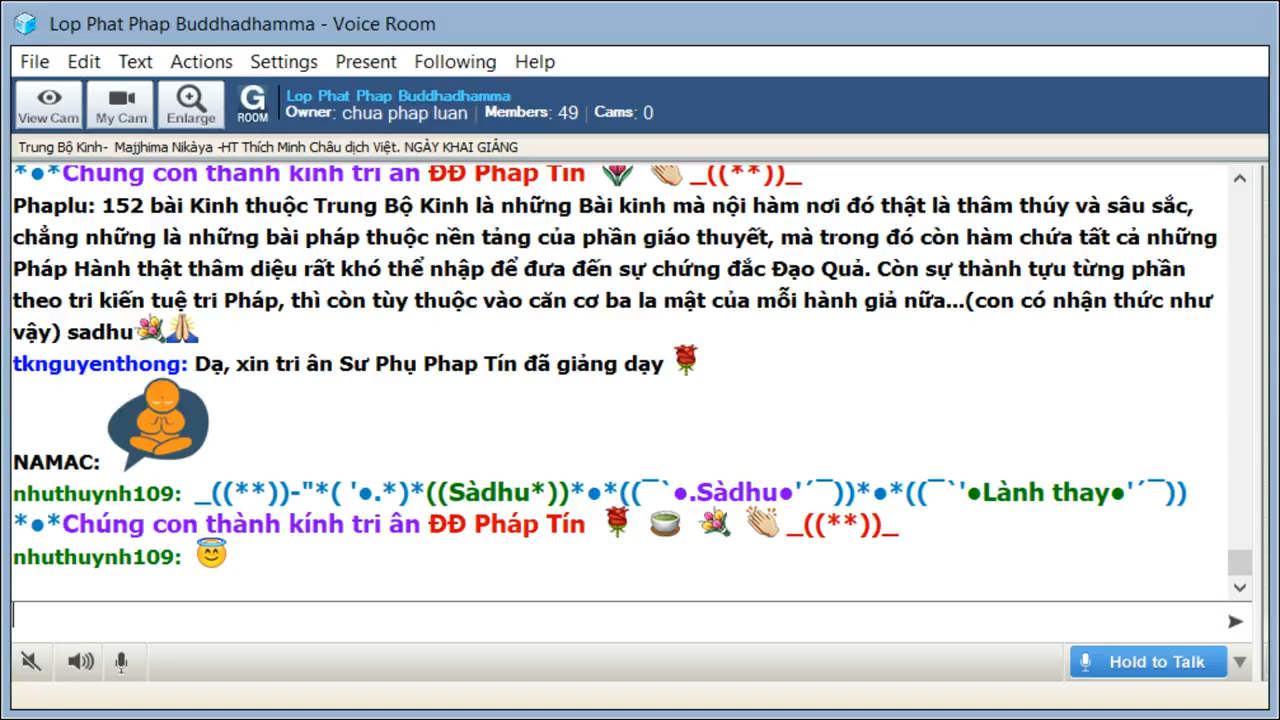 Lop Phat Phap Buddhadhamma - Voice Room
File Edit Text Actions Settings Present Following Help
View Cam My Cam Enlarge G ROOM Lop Phat Phap Buddhadhamma
Owner: chua phap luan | Members: 49 | Cams: 0
Trung Bộ Kinh- Majjhima Nikàya -HT Thích Minh Châu dịch Việt. NGÀY KHAI GIẢNG
*●*Chúng con thành kính tri ân ĐĐ Pháp Tín 🌷 👏 _((**))_
Phaplu: 152 bài Kinh thuộc Trung Bộ Kinh là những Bài kinh mà nội hàm nơi đó thật là thâm thúy và sâu sắc,
chẳng những là những bài pháp thuộc nền tảng của phần giáo thuyết, mà trong đó còn hàm chứa tất cả những
Pháp Hành thật thâm diệu rất khó thể nhập để đưa đến sự chứng đắc Đạo Quả. Còn sự thành tựu từng phần
theo tri kiến tuệ tri Pháp, thì còn tùy thuộc vào căn cơ ba la mật của mỗi hành giả nữa...(con có nhận thức như
vậy) sadhu💐🙏
tknguyenthong: Dạ, xin tri ân Sư Phụ Phap Tín đã giảng dạy 🌹
NAMAC:
nhuthuynh109: _((**))-"*( '●.*)*((Sàdhu*))*●*((¯`●.Sàdhu●'´¯))*●*((¯`'●Lành thay●'´¯))
*●*Chúng con thành kính tri ân ĐĐ Pháp Tín 🌹 🍵 💐 👏 _((**))_
nhuthuynh109: 😇
Hold to Talk